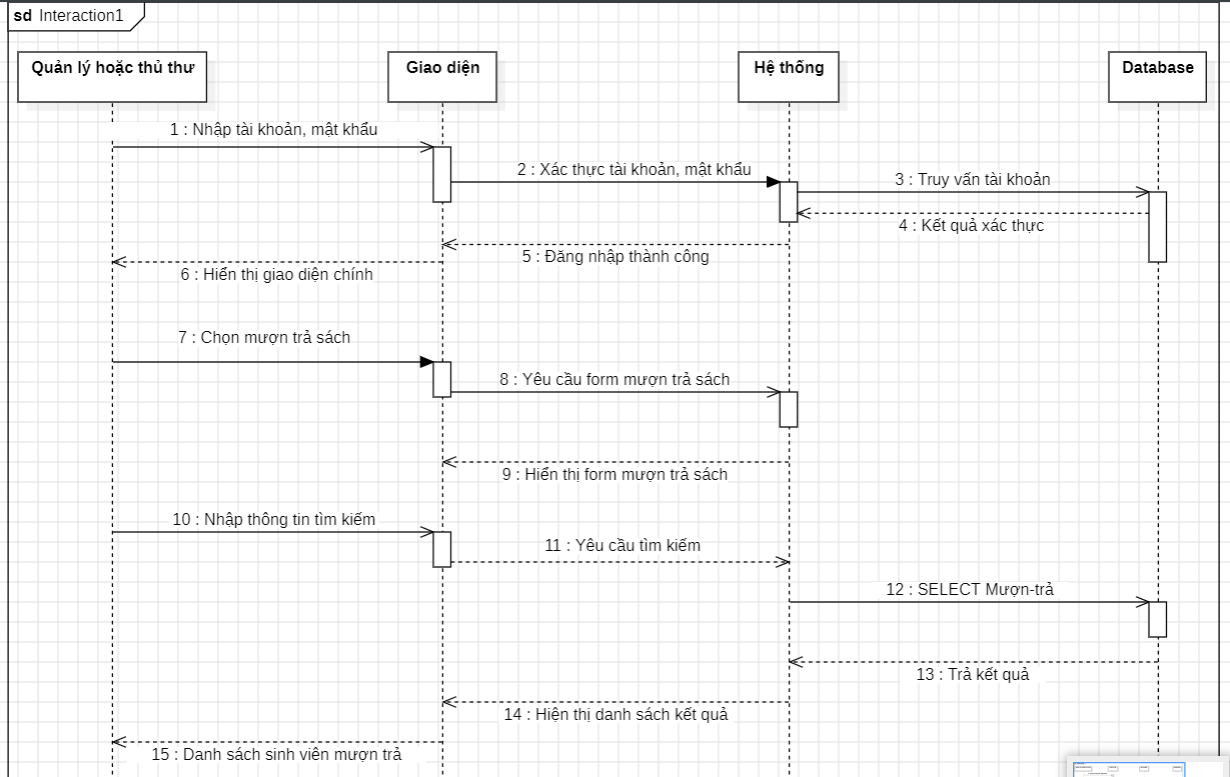 sd Interaction1
Quản lý hoặc thủ thư
Giao diện
Hệ thống
Database
1 : Nhập tài khoản, mật khẩu
2 : Xác thực tài khoản, mật khẩu
3 : Truy vấn tài khoản
4 : Kết quả xác thực
5 : Đăng nhập thành công
6 : Hiển thị giao diện chính
7 : Chọn mượn trả sách
8 : Yêu cầu form mượn trả sách
9 : Hiển thị form mượn trả sách
10 : Nhập thông tin tìm kiếm
11 : Yêu cầu tìm kiếm
12 : SELECT Mượn-trả
13 : Trả kết quả
14 : Hiện thị danh sách kết quả
15 : Danh sách sinh viên mượn trả